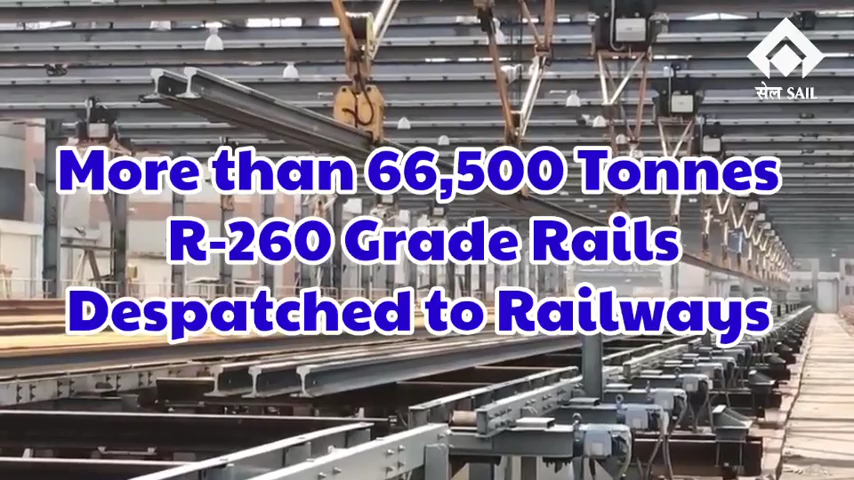 सेल SAIL
More than 66,500 Tonnes
R-260 Grade Rails
Despatched to Railways